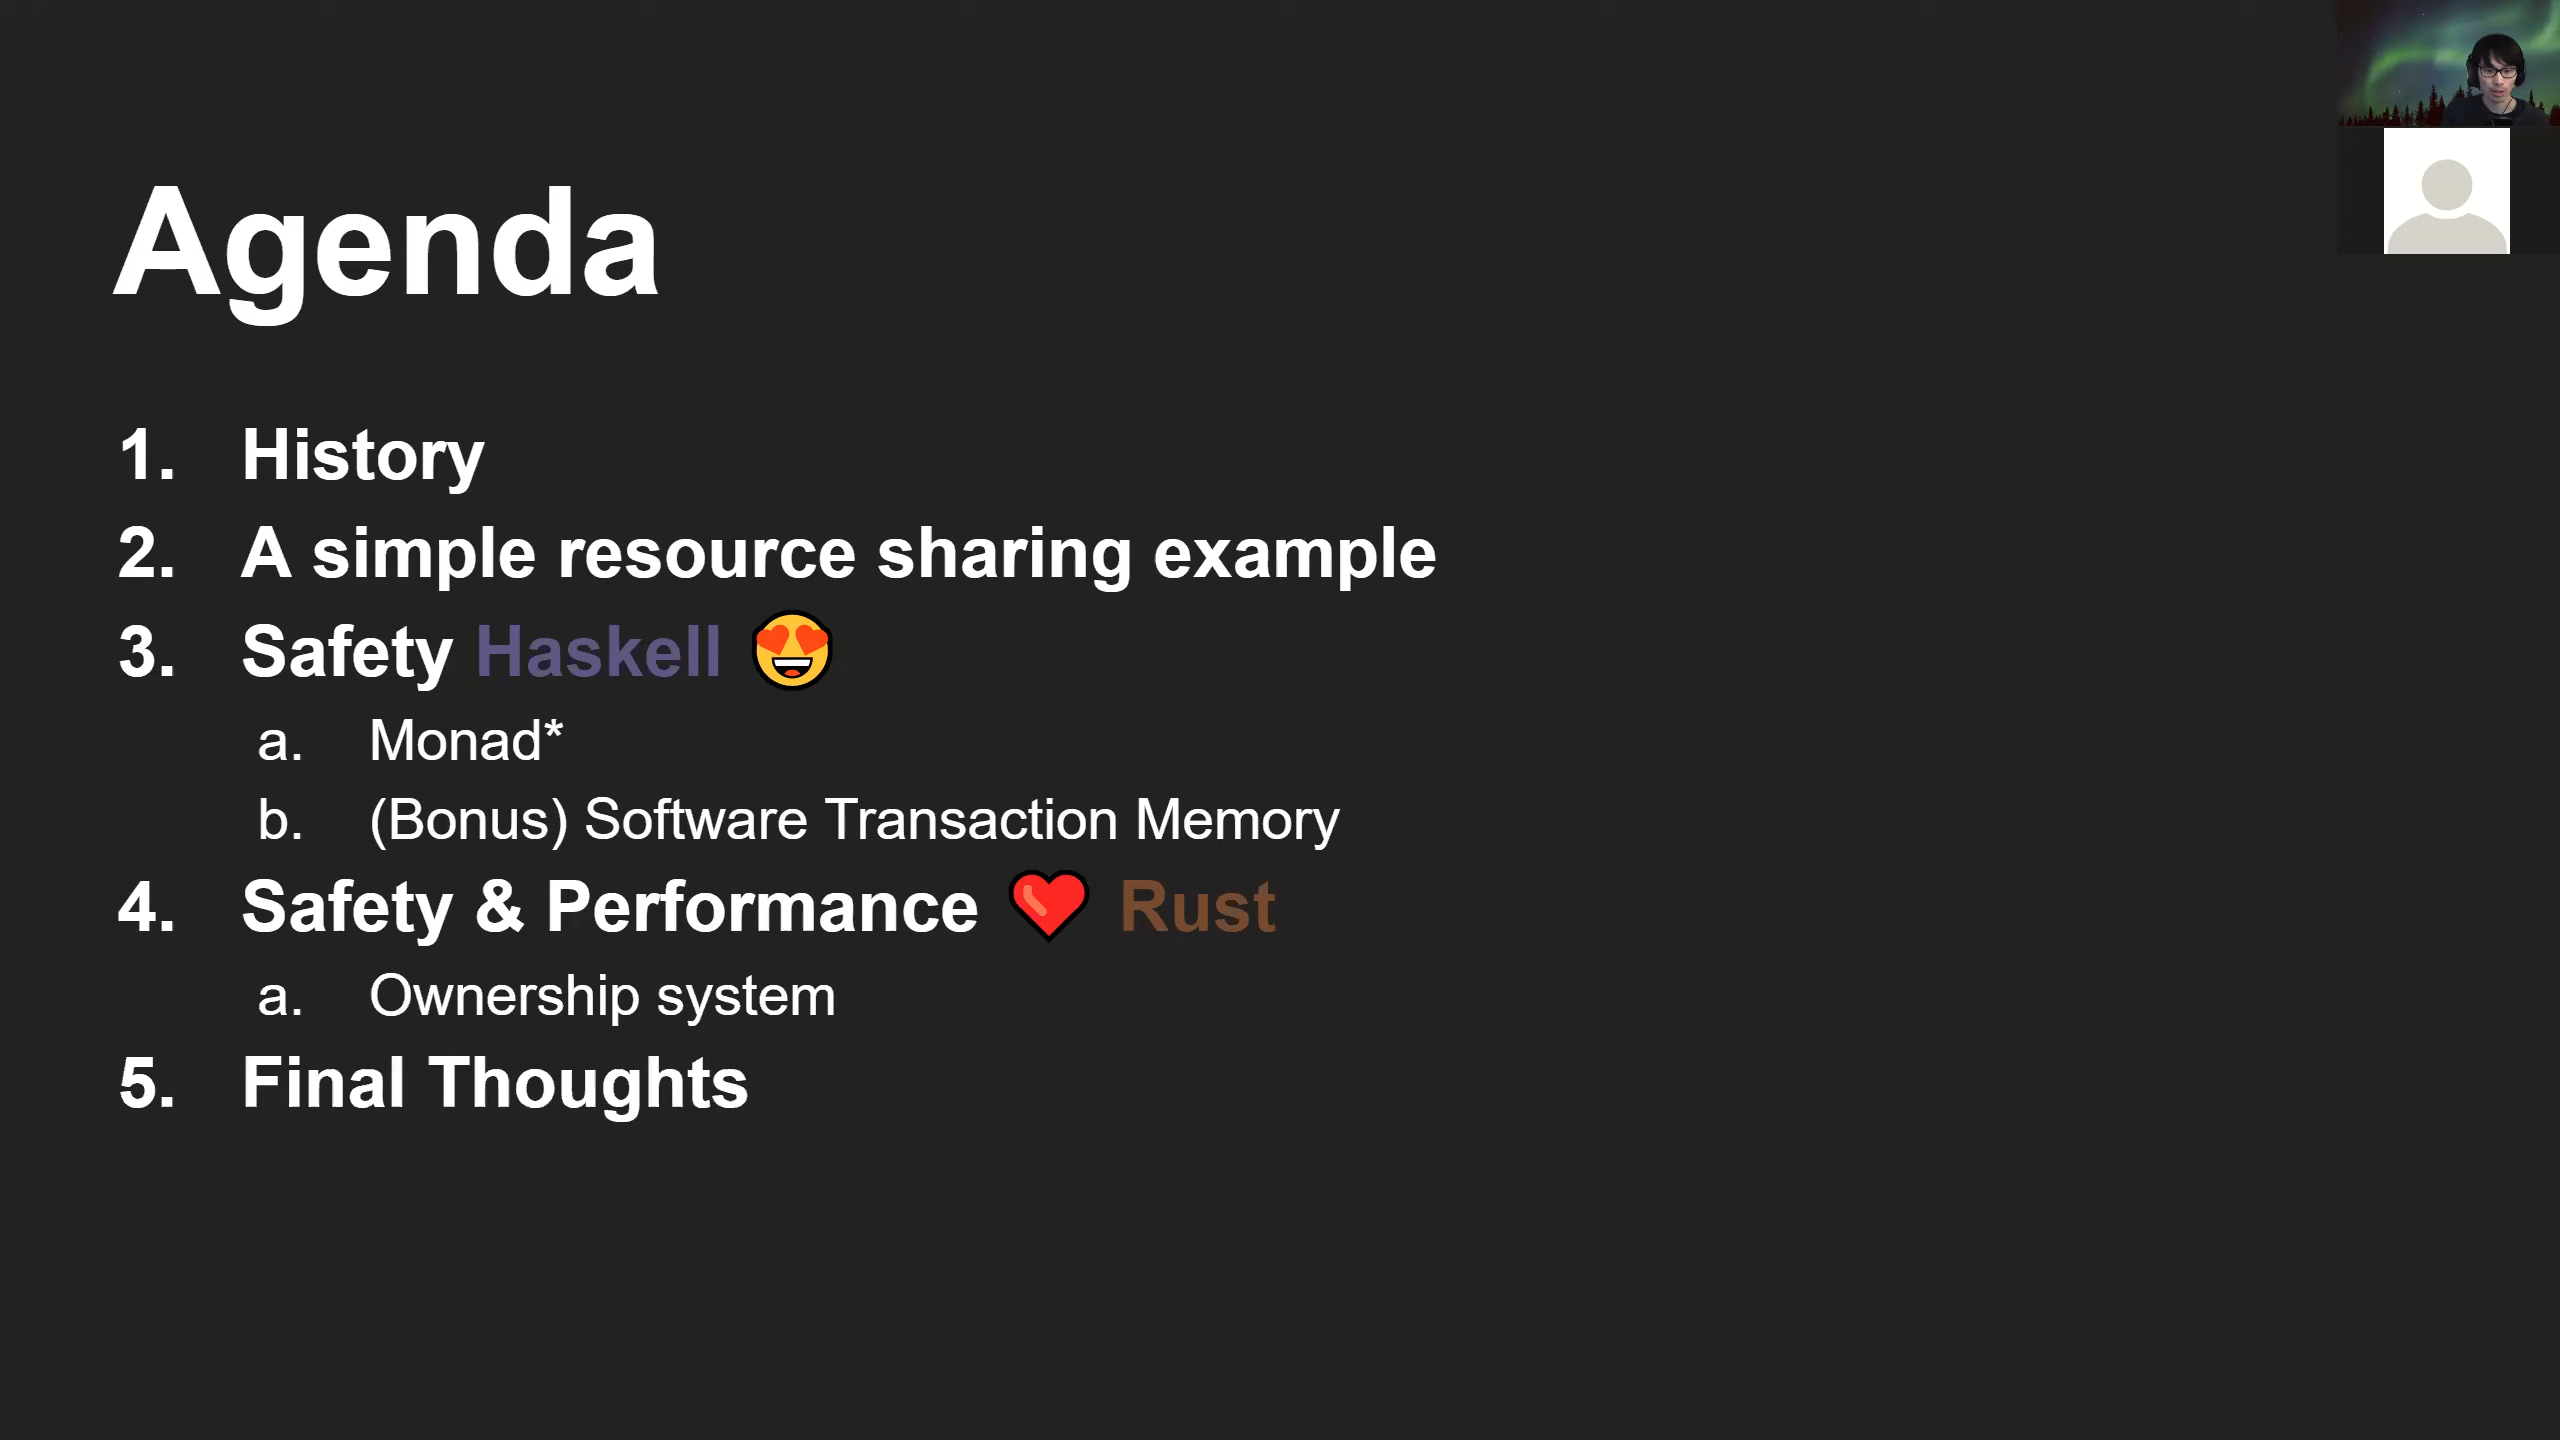 Agenda
1. History
2. A simple resource sharing example
3. Safety Haskell 😍
a. Monad*
b. (Bonus) Software Transaction Memory
4. Safety & Performance ❤️ Rust
a. Ownership system
5. Final Thoughts